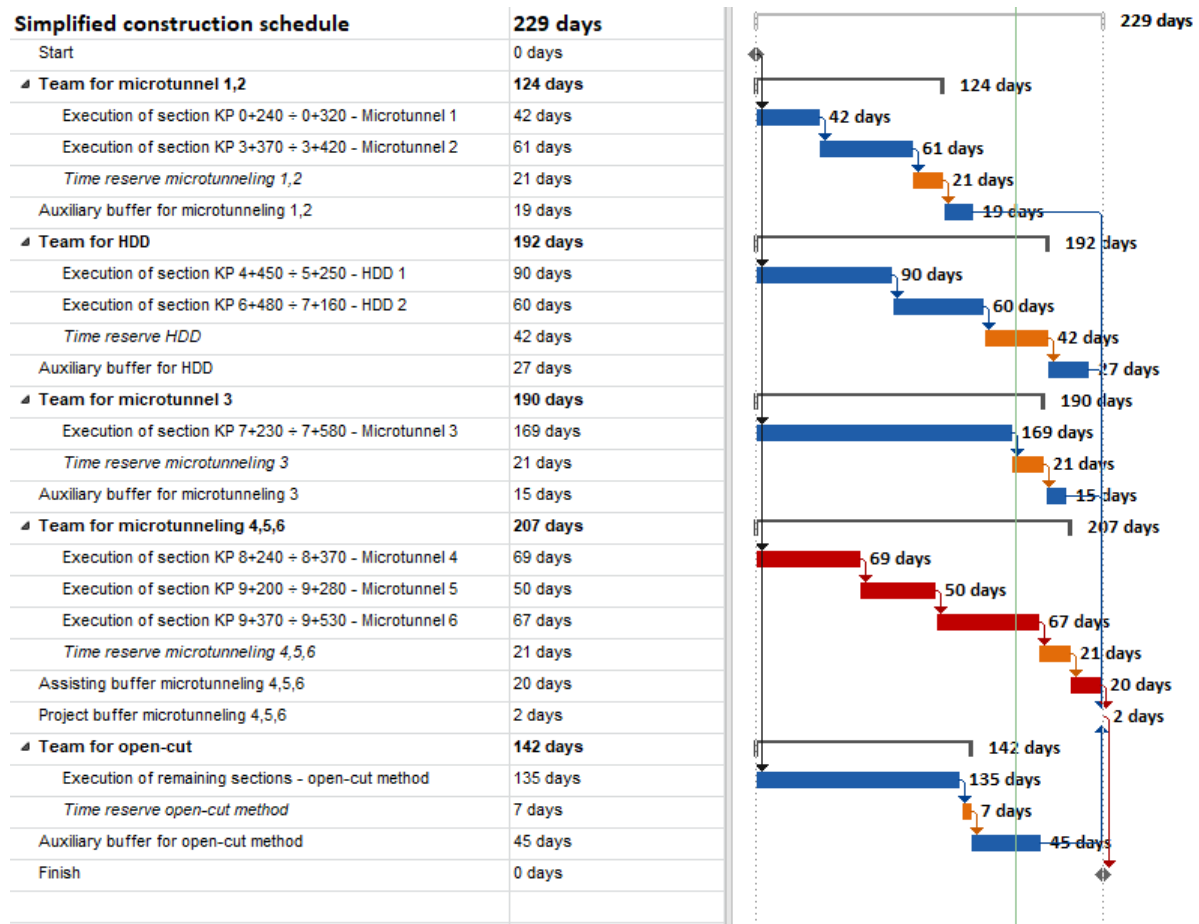 Simplified construction schedule 229 days 229 days
Start 0 days
Team for microtunnel 1,2 124 days 124 days
Execution of section KP 0+240 ÷ 0+320 - Microtunnel 1 42 days 42 days
Execution of section KP 3+370 ÷ 3+420 - Microtunnel 2 61 days 61 days
Time reserve microtunneling 1,2 21 days 21 days
Auxiliary buffer for microtunneling 1,2 19 days 19 days
Team for HDD 192 days 192 days
Execution of section KP 4+450 ÷ 5+250 - HDD 1 90 days 90 days
Execution of section KP 6+480 ÷ 7+160 - HDD 2 60 days 60 days
Time reserve HDD 42 days 42 days
Auxiliary buffer for HDD 27 days 27 days
Team for microtunnel 3 190 days 190 days
Execution of section KP 7+230 ÷ 7+580 - Microtunnel 3 169 days 169 days
Time reserve microtunneling 3 21 days 21 days
Auxiliary buffer for microtunneling 3 15 days 15 days
Team for microtunneling 4,5,6 207 days 207 days
Execution of section KP 8+240 ÷ 8+370 - Microtunnel 4 69 days 69 days
Execution of section KP 9+200 ÷ 9+280 - Microtunnel 5 50 days 50 days
Execution of section KP 9+370 ÷ 9+530 - Microtunnel 6 67 days 67 days
Time reserve microtunneling 4,5,6 21 days 21 days
Assisting buffer microtunneling 4,5,6 20 days 20 days
Project buffer microtunneling 4,5,6 2 days 2 days
Team for open-cut 142 days 142 days
Execution of remaining sections - open-cut method 135 days 135 days
Time reserve open-cut method 7 days 7 days
Auxiliary buffer for open-cut method 45 days 45 days
Finish 0 days